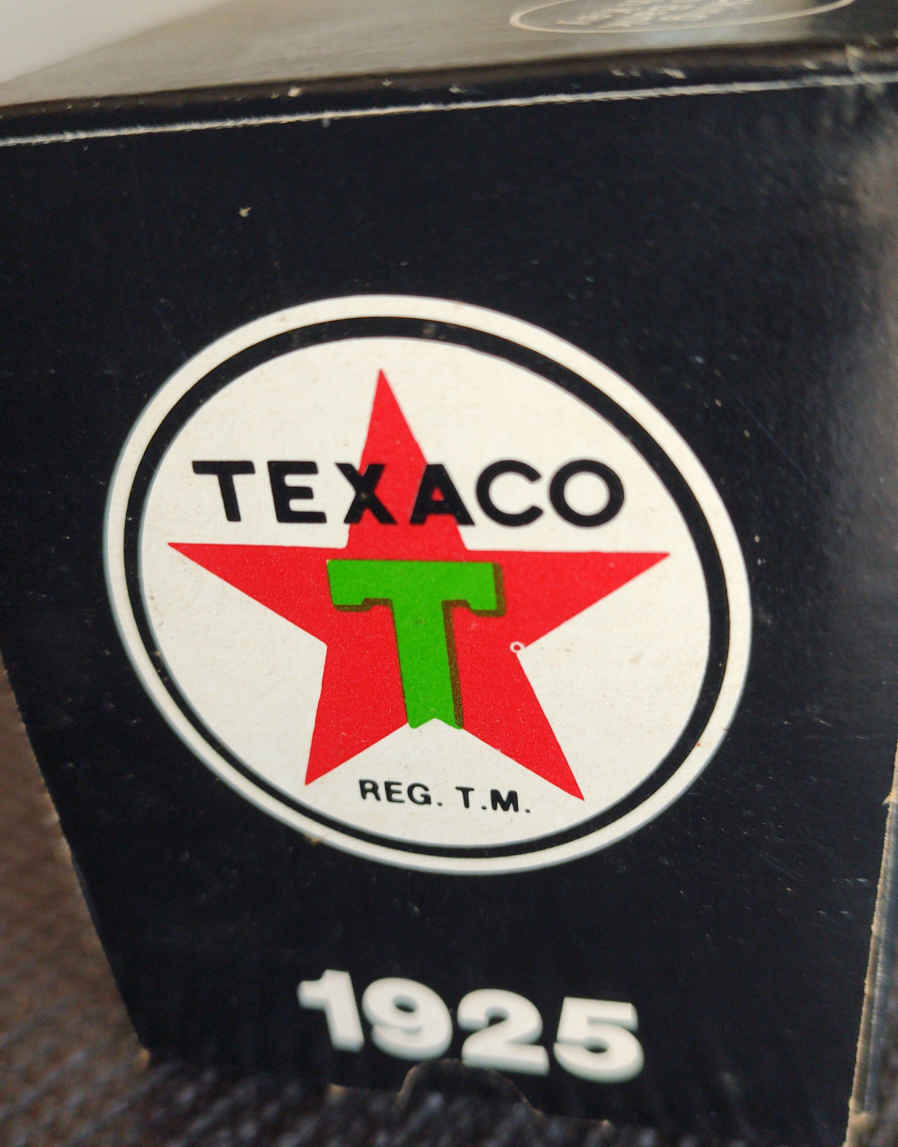 TEXACO
T
REG. T.M.
1925